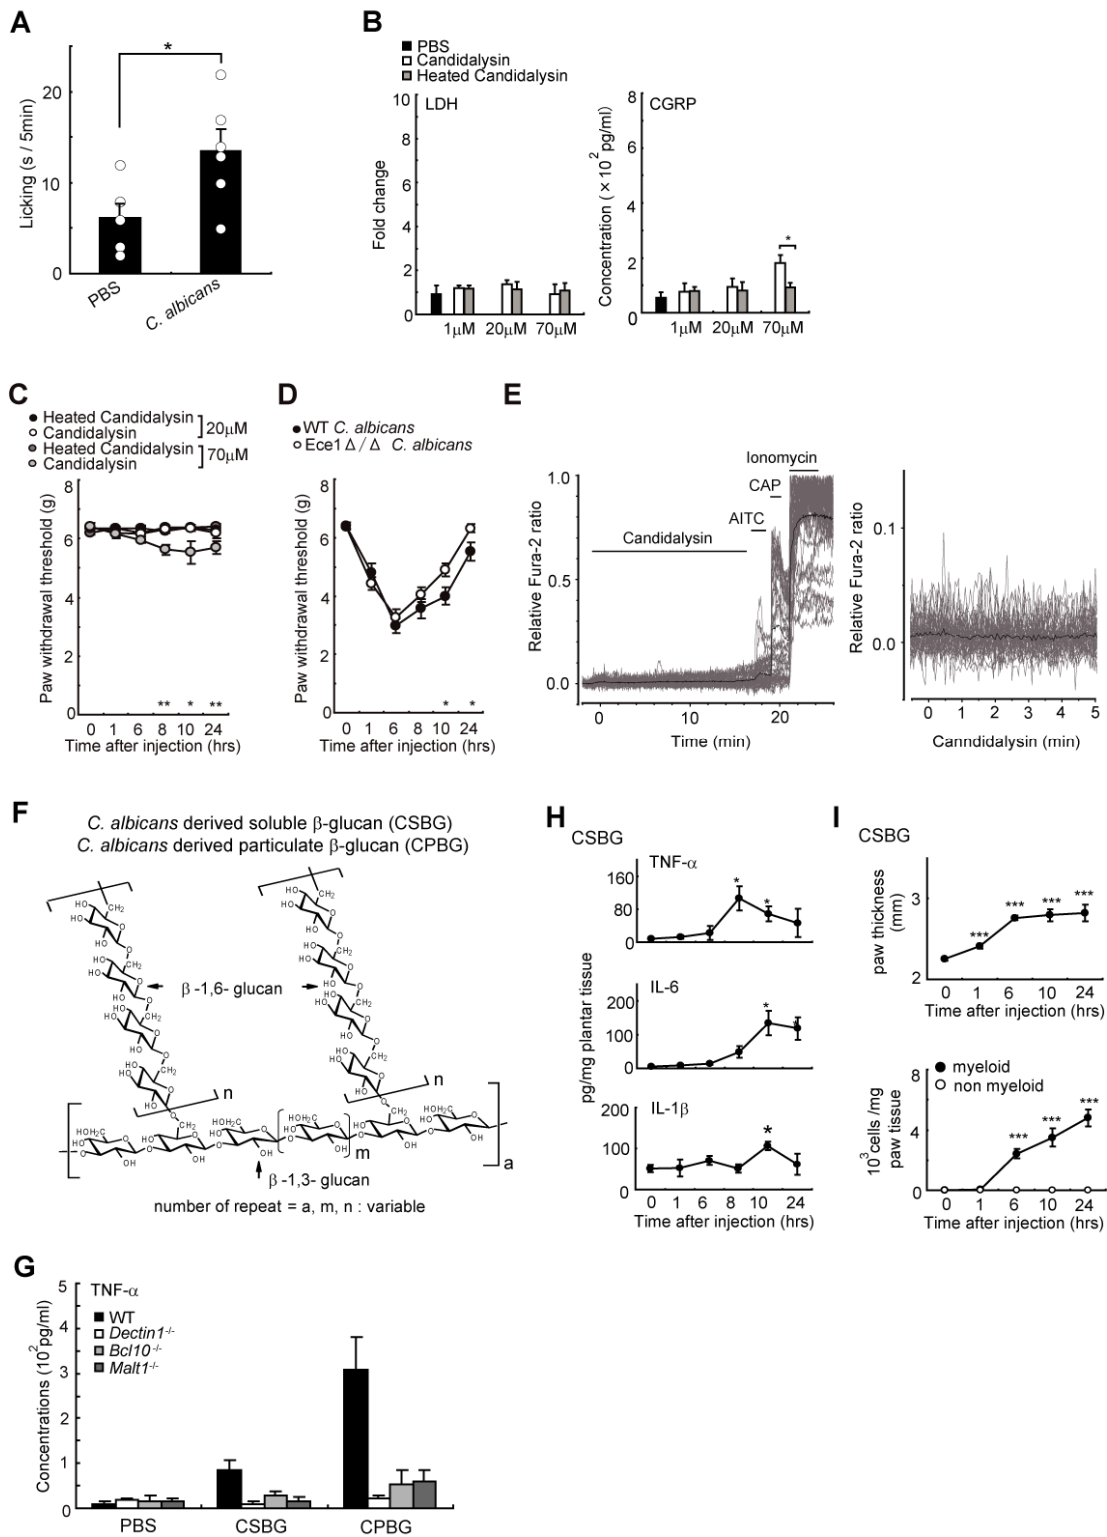 A
Licking (s / 5min)
20
10
0
*
PBS
C. albicans
B
PBS
Candidalysin
Heated Candidalysin
LDH
Fold change
10
8
6
4
2
0
1μM 20μM 70μM
CGRP
Concentration (×10² pg/ml)
8
6
4
2
0
*
1μM 20μM 70μM
C
Heated Candidalysin
Candidalysin
20μM
Heated Candidalysin
Candidalysin
70μM
Paw withdrawal threshold (g)
8
6
4
2
0
** * **
0 1 6 8 10 24
Time after injection (hrs)
D
WT C. albicans
Ece1 Δ/Δ C. albicans
Paw withdrawal threshold (g)
8
6
4
2
0
* *
0 1 6 8 10 24
Time after injection (hrs)
E
Ionomycin
CAP
AITC
Candidalysin
Relative Fura-2 ratio
1.0
0.5
0.0
0 10 20
Time (min)
Relative Fura-2 ratio
0.1
0.0
0 1 2 3 4 5
Canndidalysin (min)
F
C. albicans derived soluble β-glucan (CSBG)
C. albicans derived particulate β-glucan (CPBG)
β-1,6- glucan
n
n
m
a
β-1,3- glucan
number of repeat = a, m, n : variable
H
CSBG
pg/mg plantar tissue
TNF-α
160
80
0
* *
IL-6
200
100
0
*
IL-1β
200
100
0
*
0 1 6 8 10 24
Time after injection (hrs)
I
CSBG
paw thickness
(mm)
3
2
*** *** *** ***
0 1 6 10 24
Time after injection (hrs)
myeloid
non myeloid
10³cells /mg
paw tissue
8
4
0
*** *** ***
0 1 6 10 24
Time after injection (hrs)
G
TNF-α
WT
Dectin1-/-
Bcl10-/-
Malt1-/-
Concentrations (10²pg/ml)
5
4
3
2
1
0
PBS CSBG CPBG